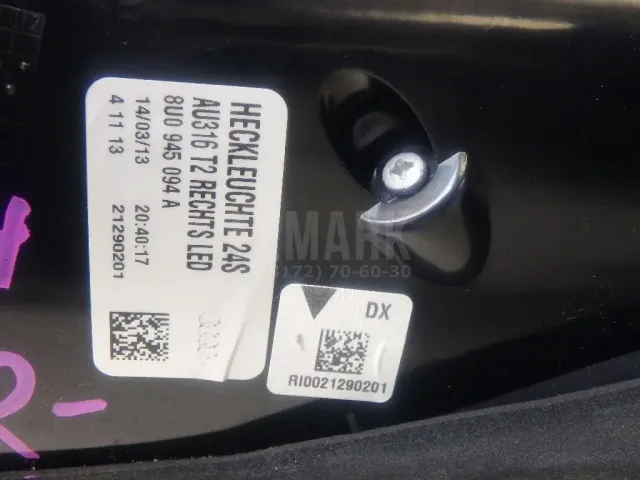 HECKLEUCHTE 24S
AU316 T2 RECHTS LED
8U0 945 094 A
14/03/13 20:40:17
4 11 13 21290201
DX
RI0021290201
MARK
172) 70-60-30
R-